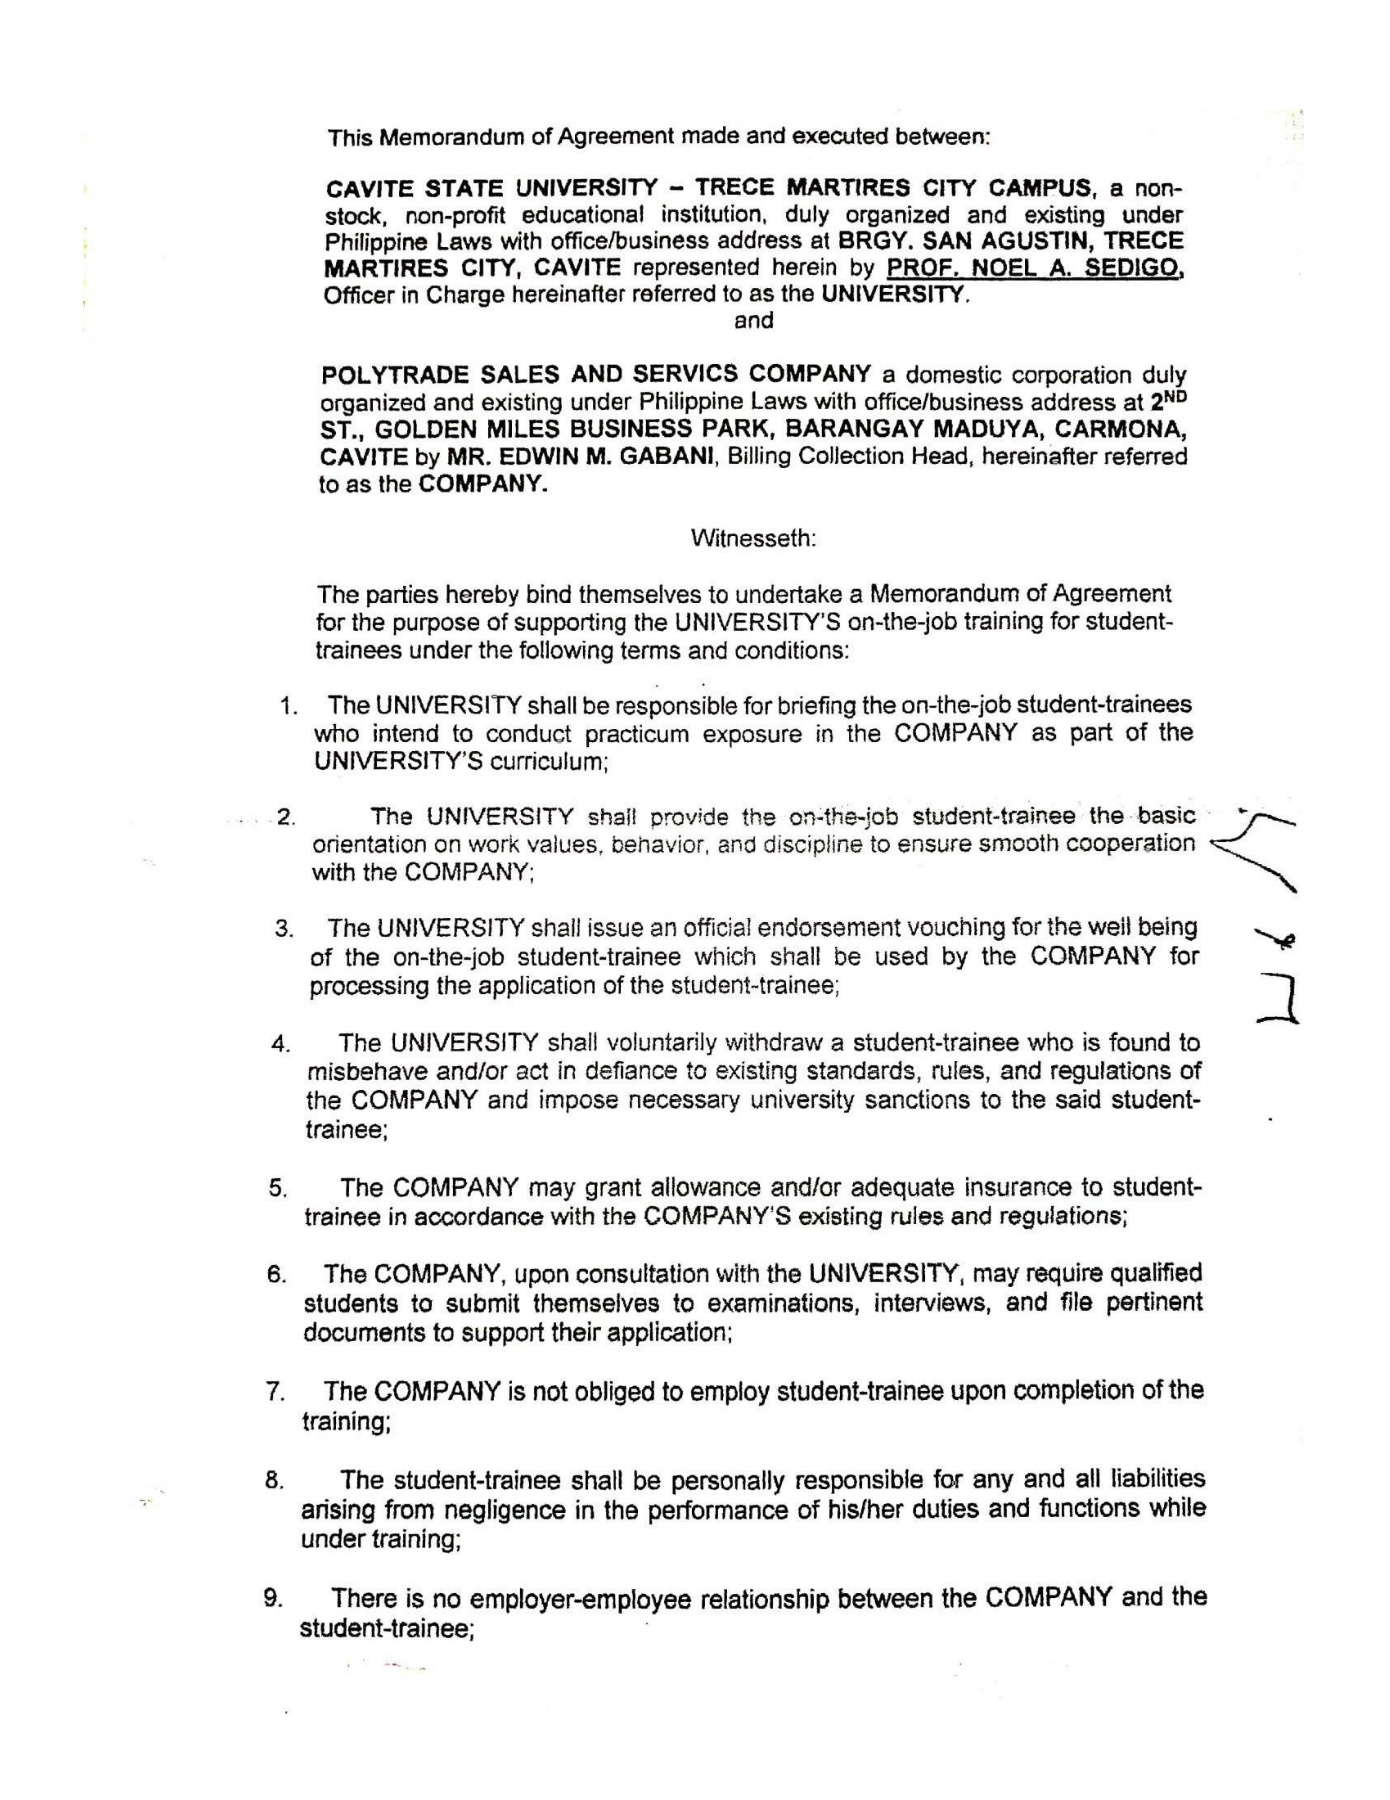 This Memorandum of Agreement made and executed between:
CAVITE STATE UNIVERSITY – TRECE MARTIRES CITY CAMPUS, a non-
stock, non-profit educational institution, duly organized and existing under
Philippine Laws with office/business address at BRGY. SAN AGUSTIN, TRECE
MARTIRES CITY, CAVITE represented herein by PROF. NOEL A. SEDIGO,
Officer in Charge hereinafter referred to as the UNIVERSITY.
and
POLYTRADE SALES AND SERVICS COMPANY a domestic corporation duly
organized and existing under Philippine Laws with office/business address at 2ND
ST., GOLDEN MILES BUSINESS PARK, BARANGAY MADUYA, CARMONA,
CAVITE by MR. EDWIN M. GABANI, Billing Collection Head, hereinafter referred
to as the COMPANY.
Witnesseth:
The parties hereby bind themselves to undertake a Memorandum of Agreement
for the purpose of supporting the UNIVERSITY'S on-the-job training for student-
trainees under the following terms and conditions:
1. The UNIVERSITY shall be responsible for briefing the on-the-job student-trainees
who intend to conduct practicum exposure in the COMPANY as part of the
UNIVERSITY'S curriculum;
2. The UNIVERSITY shall provide the on-the-job student-trainee the basic
orientation on work values, behavior, and discipline to ensure smooth cooperation
with the COMPANY;
3. The UNIVERSITY shall issue an official endorsement vouching for the well being
of the on-the-job student-trainee which shall be used by the COMPANY for
processing the application of the student-trainee;
4. The UNIVERSITY shall voluntarily withdraw a student-trainee who is found to
misbehave and/or act in defiance to existing standards, rules, and regulations of
the COMPANY and impose necessary university sanctions to the said student-
trainee;
5. The COMPANY may grant allowance and/or adequate insurance to student-
trainee in accordance with the COMPANY'S existing rules and regulations;
6. The COMPANY, upon consultation with the UNIVERSITY, may require qualified
students to submit themselves to examinations, interviews, and file pertinent
documents to support their application;
7. The COMPANY is not obliged to employ student-trainee upon completion of the
training;
8. The student-trainee shall be personally responsible for any and all liabilities
arising from negligence in the performance of his/her duties and functions while
under training;
9. There is no employer-employee relationship between the COMPANY and the
student-trainee;